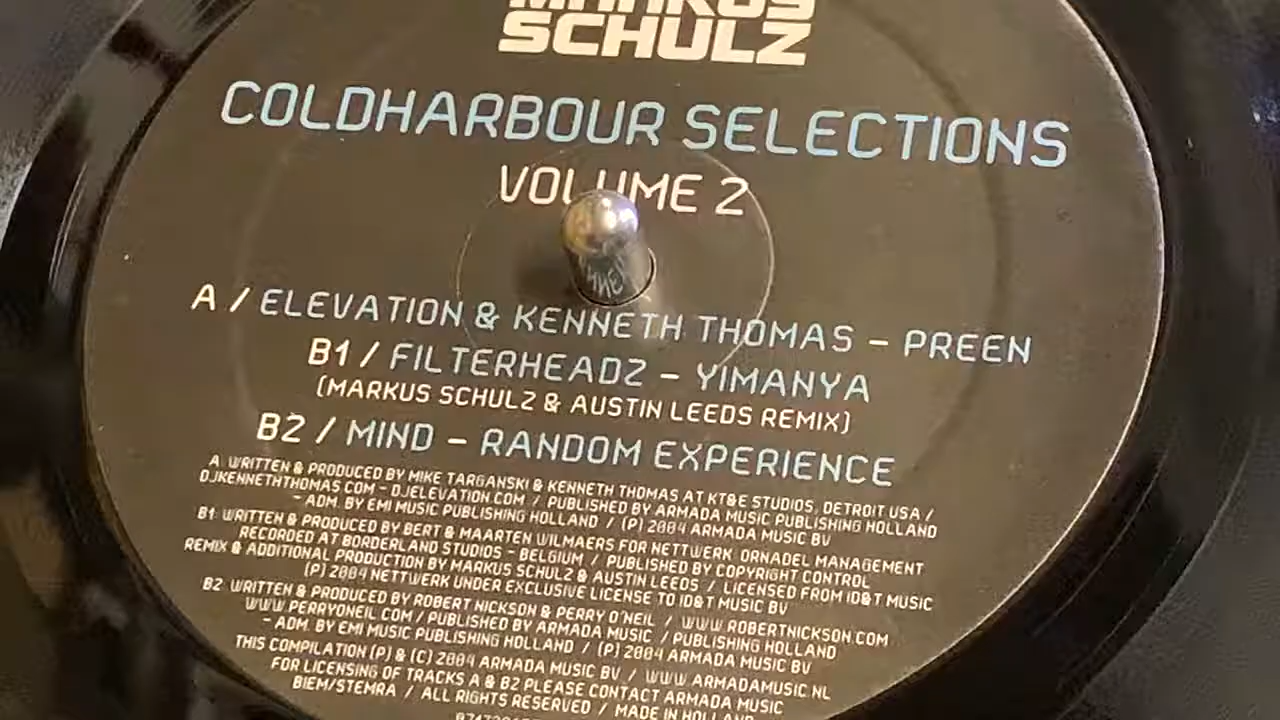 MARKUS
SCHULZ
COLDHARBOUR SELECTIONS
VOLUME 2
A / ELEVATION & KENNETH THOMAS – PREEN
B1 / FILTERHEADZ – YIMANYA
(MARKUS SCHULZ & AUSTIN LEEDS REMIX)
B2 / MIND – RANDOM EXPERIENCE
A: WRITTEN & PRODUCED BY MIKE TARGANSKI & KENNETH THOMAS AT KT&E STUDIOS, DETROIT USA /
DJKENNETHTHOMAS.COM – DJELEVATION.COM / PUBLISHED BY ARMADA MUSIC PUBLISHING HOLLAND
– ADM. BY EMI MUSIC PUBLISHING HOLLAND / (P) 2004 ARMADA MUSIC BV
B1: WRITTEN & PRODUCED BY BERT & MAARTEN WILMAERS FOR NETTWERK. ORNADEL MANAGEMENT
RECORDED AT BORDERLAND STUDIOS – BELGIUM / PUBLISHED BY COPYRIGHT CONTROL
REMIX & ADDITIONAL PRODUCTION BY MARKUS SCHULZ & AUSTIN LEEDS / LICENSED FROM ID&T MUSIC
(P) 2004 NETTWERK UNDER EXCLUSIVE LICENSE TO ID&T MUSIC BV
B2: WRITTEN & PRODUCED BY ROBERT NICKSON & PERRY O'NEIL / WWW.ROBERTNICKSON.COM
WWW.PERRYONEIL.COM / PUBLISHED BY ARMADA MUSIC / PUBLISHING HOLLAND
– ADM. BY EMI MUSIC PUBLISHING HOLLAND / (P) 2004 ARMADA MUSIC BV
THIS COMPILATION (P) & (C) 2004 ARMADA MUSIC BV / WWW.ARMADAMUSIC.NL
FOR LICENSING OF TRACKS A & B2 PLEASE CONTACT ARMADA MUSIC
BIEM/STEMRA / ALL RIGHTS RESERVED / MADE IN HOLLAND